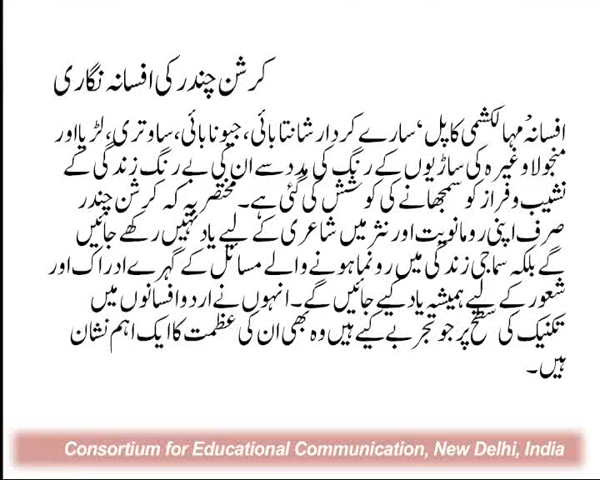 کرشن چندر کی افسانہ نگاری
افسانہ ’مہالکشمی کا پل‘ سارے کردار شانتا بائی، جیونا بائی، ساوتری، لڑیا اور
منجولا وغیرہ کی ساڑیوں کے رنگ کی مدد سے ان کی بے رنگ زندگی کے
نشیب و فراز کو سمجھانے کی کوشش کی گئی ہے۔ مختصر یہ کہ کرشن چندر
صرف اپنی رومانویت اور نثر میں شاعری کے لیے یاد نہیں رکھے جائیں
گے بلکہ سماجی زندگی میں رونما ہونے والے مسائل کے گہرے ادراک اور
شعور کے لیے ہمیشہ یاد کیے جائیں گے۔ انہوں نے اردو افسانوں میں
تکنیک کی سطح پر جو تجربے کیے ہیں وہ بھی ان کی عظمت کا ایک اہم نشان
ہیں۔
Consortium for Educational Communication, New Delhi, India